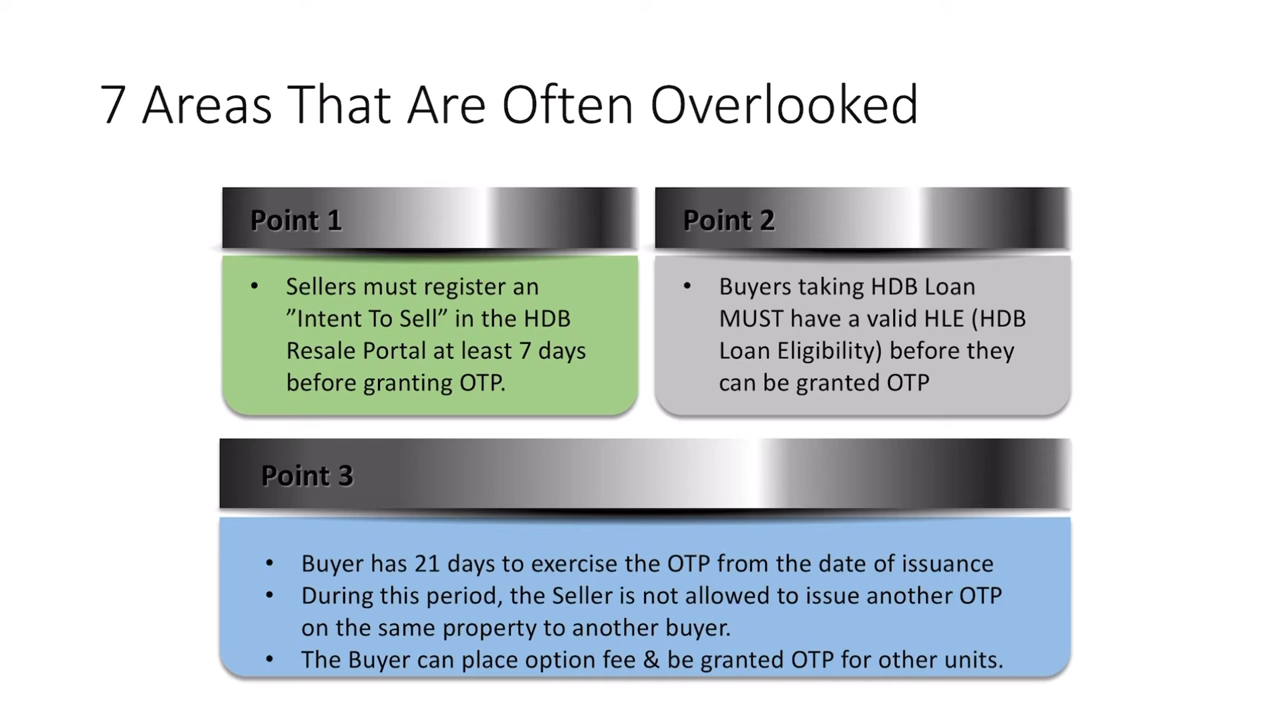 7 Areas That Are Often Overlooked
Point 1
• Sellers must register an
”Intent To Sell” in the HDB
Resale Portal at least 7 days
before granting OTP.
Point 2
• Buyers taking HDB Loan
MUST have a valid HLE (HDB
Loan Eligibility) before they
can be granted OTP
Point 3
• Buyer has 21 days to exercise the OTP from the date of issuance
• During this period, the Seller is not allowed to issue another OTP
on the same property to another buyer.
• The Buyer can place option fee & be granted OTP for other units.